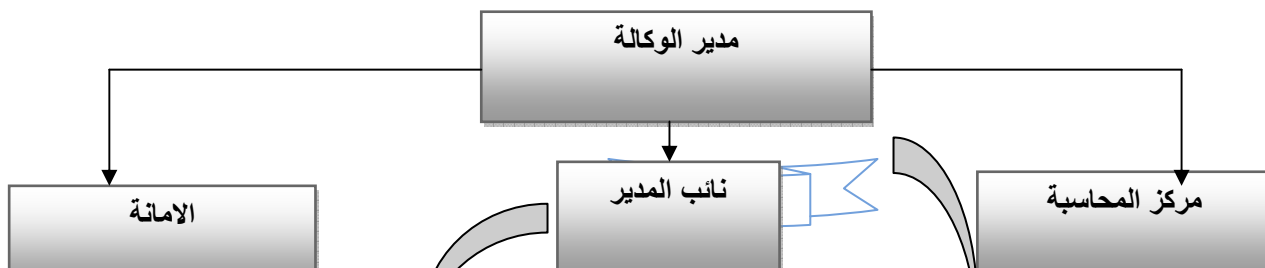 مدير الوكالة
مركز المحاسبة
نائب المدير
الامانة